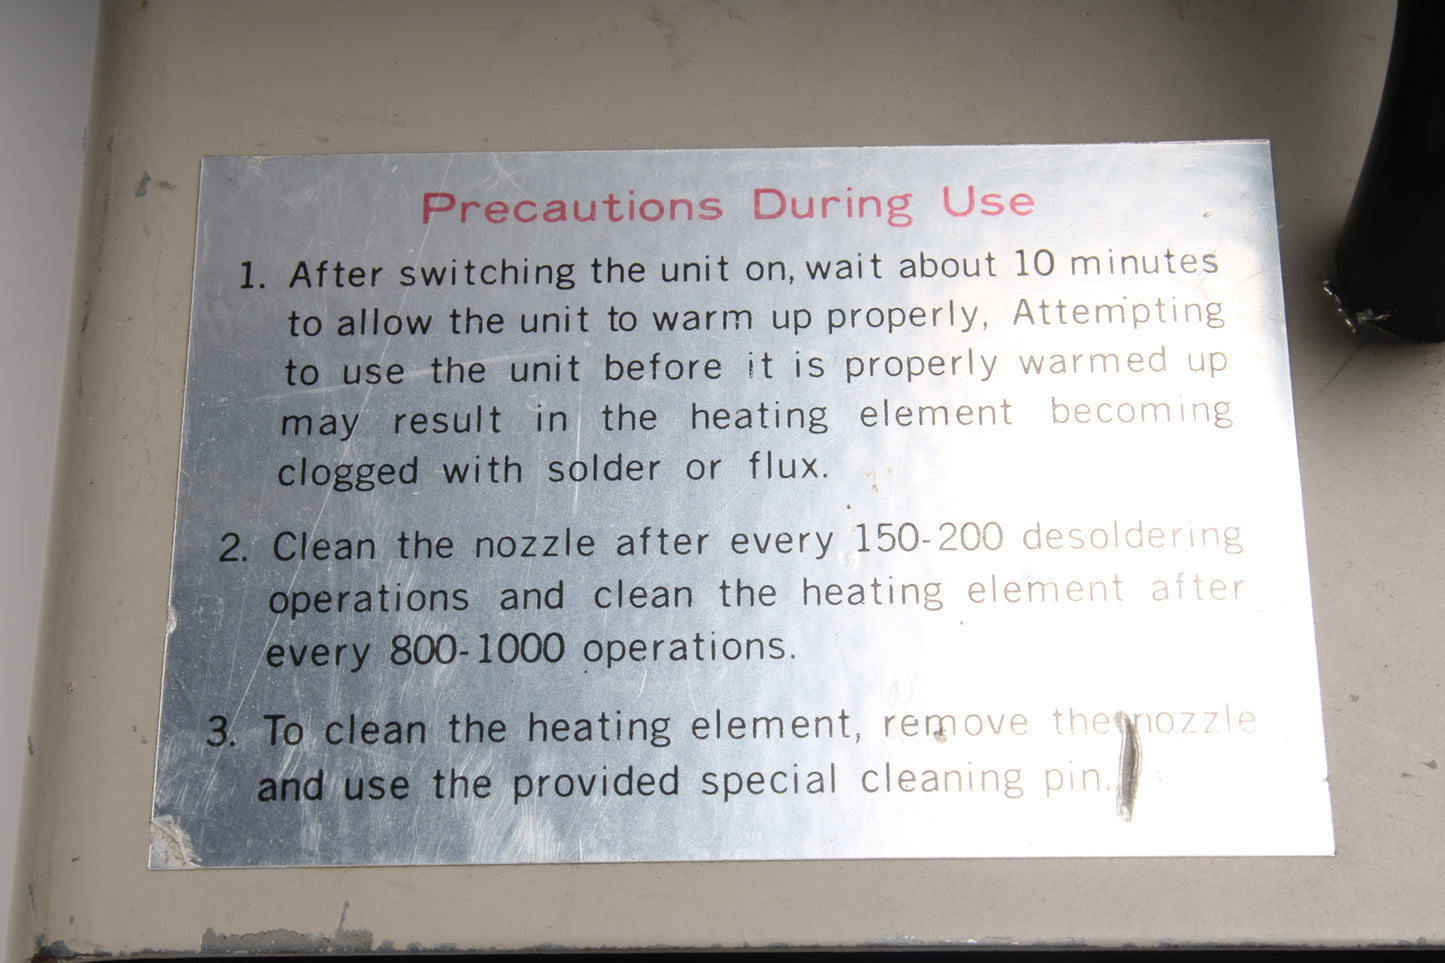 Precautions During Use
1. After switching the unit on, wait about 10 minutes
to allow the unit to warm up properly, Attempting
to use the unit before it is properly warmed up
may result in the heating element becoming
clogged with solder or flux.
2. Clean the nozzle after every 150-200 desoldering
operations and clean the heating element after
every 800-1000 operations.
3. To clean the heating element, remove the nozzle
and use the provided special cleaning pin.